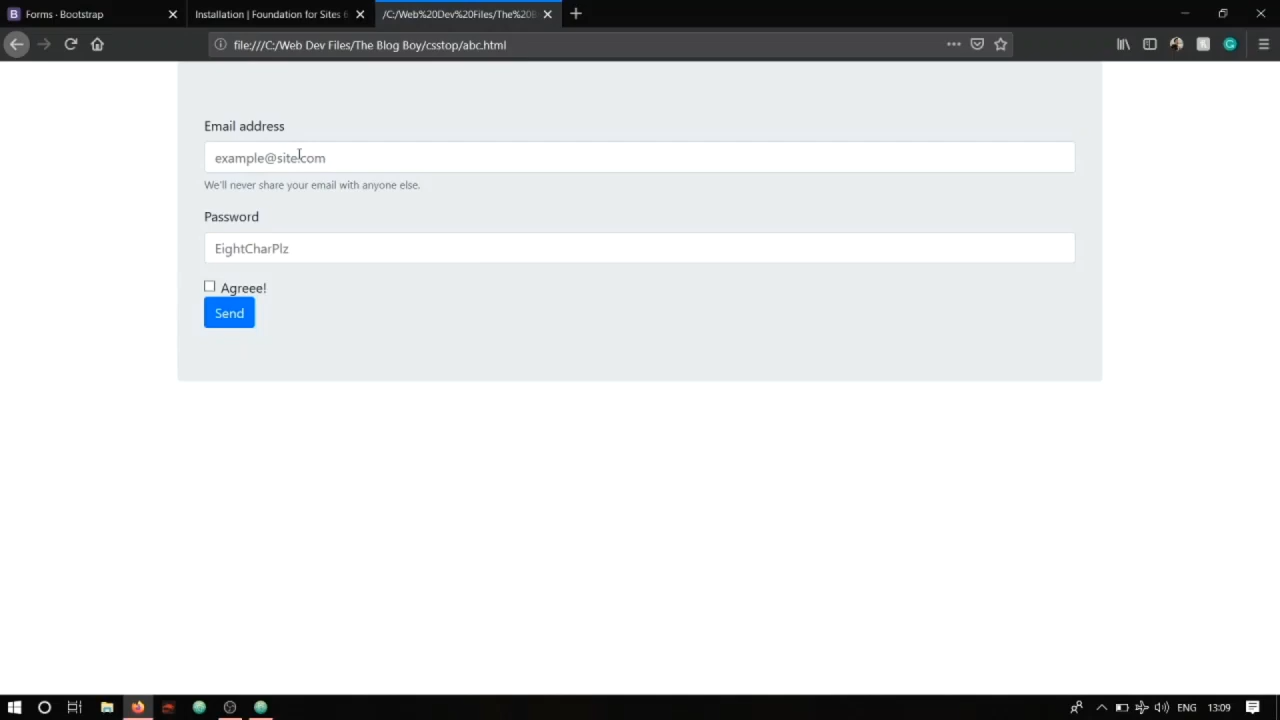 Forms · Bootstrap
Installation | Foundation for Sites 6
/C:/Web%20Dev%20Files/The%20B
file:///C:/Web Dev Files/The Blog Boy/csstop/abc.html
Email address
example@site.com
We'll never share your email with anyone else.
Password
EightCharPlz
Agreee!
Send
ENG 13:09